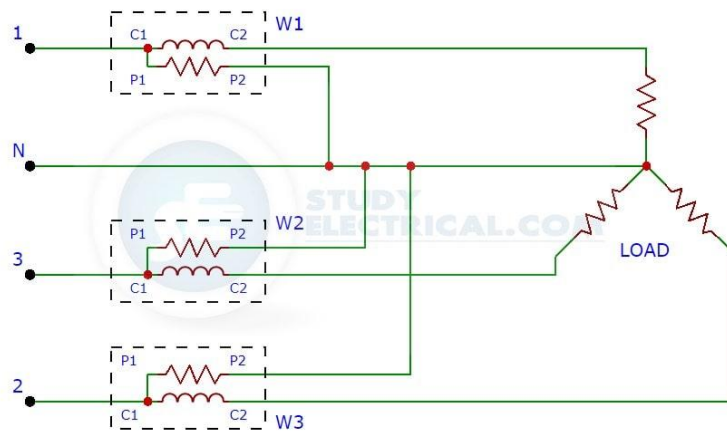 W1
1
C1 C2
P1 P2
N
STUDY
ELECTRICAL.COM
W2
P1 P2
3
C1 C2
LOAD
P1 P2
2
C1 C2
W3